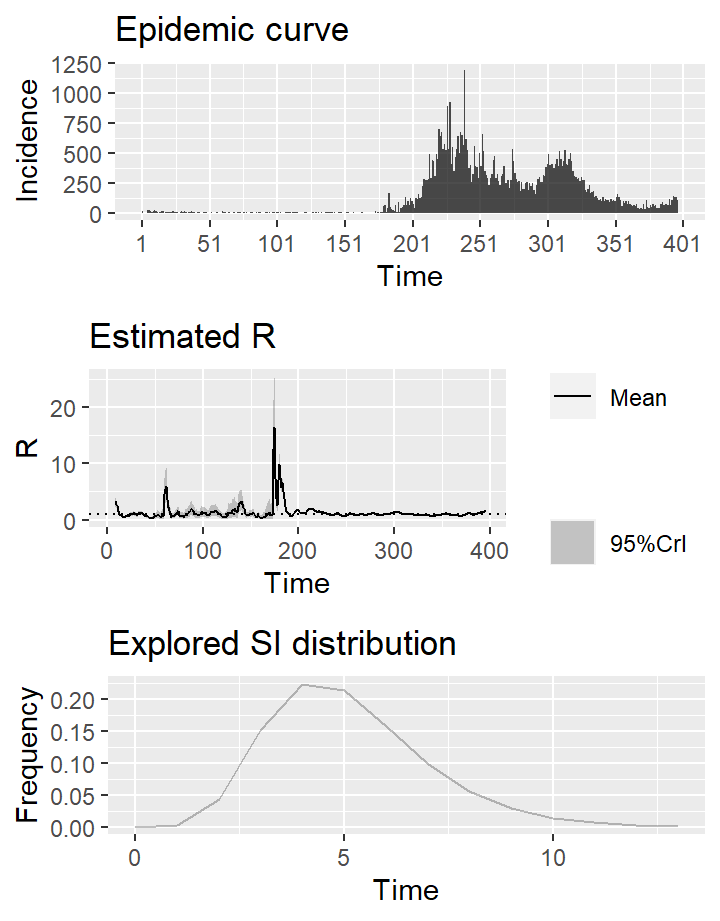 Epidemic curve
Incidence
1250
1000
750
500
250
0
1 51 101 151 201 251 301 351 401
Time
Estimated R
R
20
10
0
0 100 200 300 400
Time
Mean
95%CrI
Explored SI distribution
Frequency
0.20
0.15
0.10
0.05
0.00
0 5 10
Time